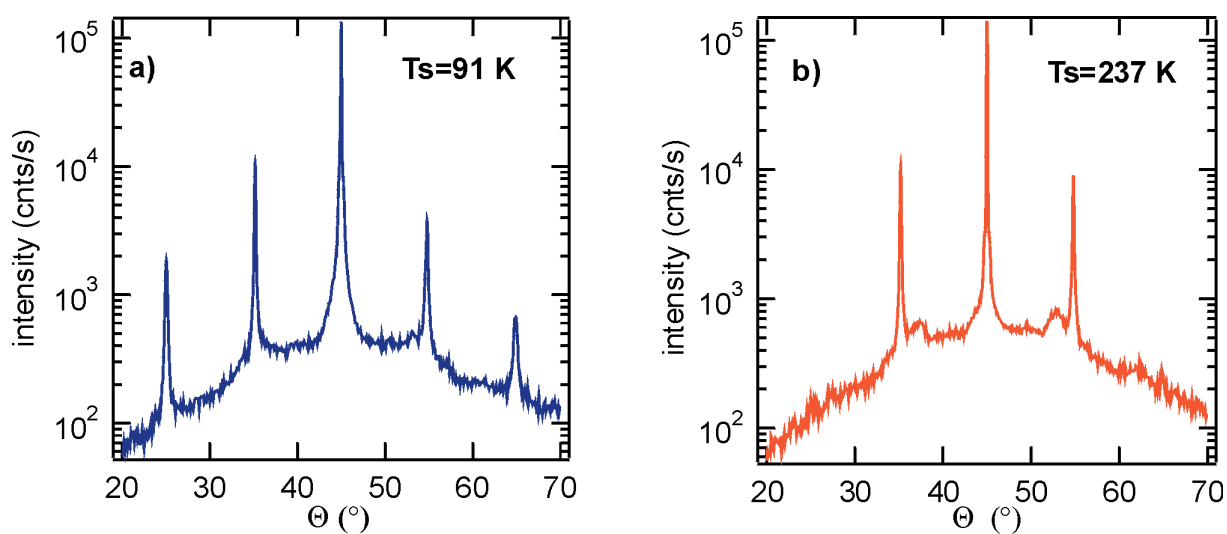 a)
Ts=91 K
intensity (cnts/s)
10^5
10^4
10^3
10^2
20 30 40 50 60 70
Θ (°)
b)
Ts=237 K
intensity (cnts/s)
10^5
10^4
10^3
10^2
20 30 40 50 60 70
Θ (°)